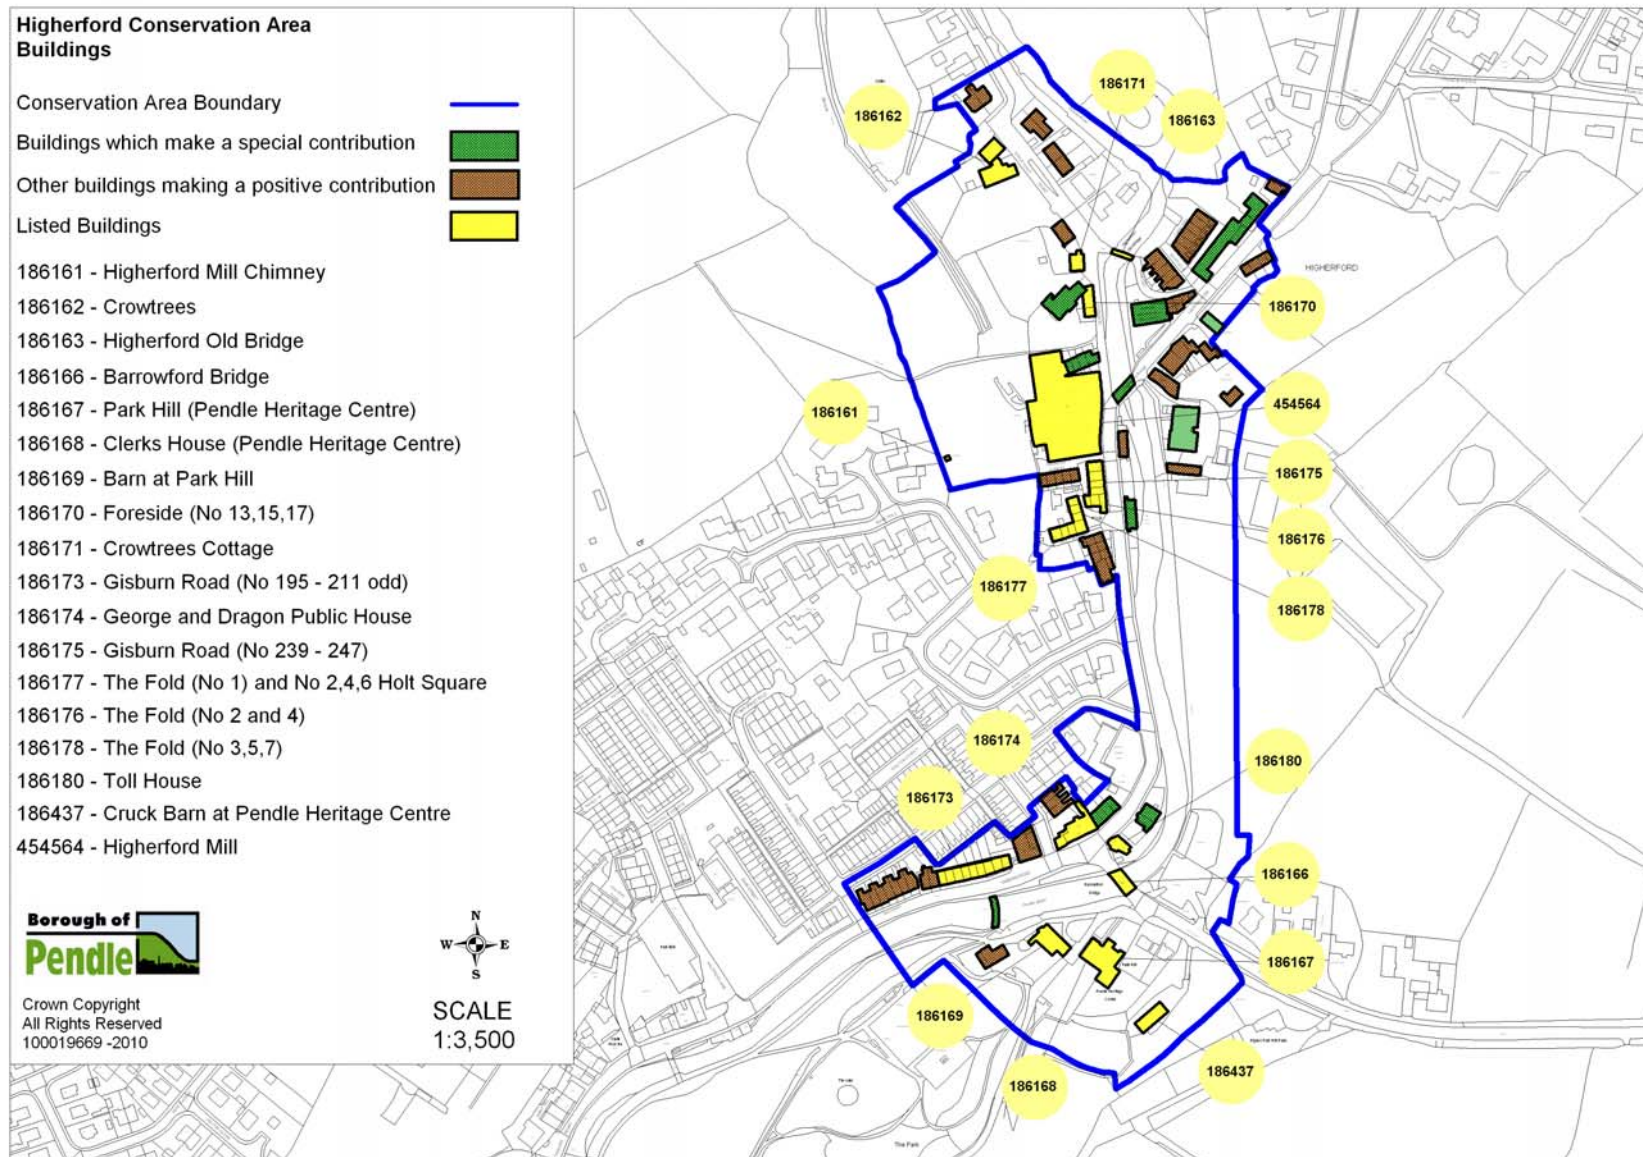 Higherford Conservation Area
Buildings
Conservation Area Boundary
Buildings which make a special contribution
Other buildings making a positive contribution
Listed Buildings
186161 - Higherford Mill Chimney
186162 - Crowtrees
186163 - Higherford Old Bridge
186166 - Barrowford Bridge
186167 - Park Hill (Pendle Heritage Centre)
186168 - Clerks House (Pendle Heritage Centre)
186169 - Barn at Park Hill
186170 - Foreside (No 13,15,17)
186171 - Crowtrees Cottage
186173 - Gisburn Road (No 195 - 211 odd)
186174 - George and Dragon Public House
186175 - Gisburn Road (No 239 - 247)
186177 - The Fold (No 1) and No 2,4,6 Holt Square
186176 - The Fold (No 2 and 4)
186178 - The Fold (No 3,5,7)
186180 - Toll House
186437 - Cruck Barn at Pendle Heritage Centre
454564 - Higherford Mill
Borough of
Pendle
Crown Copyright
All Rights Reserved
100019669 -2010
N
W E
S
SCALE
1:3,500
186171
186162
186163
HIGHERFORD
186170
454564
186161
186175
186176
186177
186178
186174
186180
186173
186166
186167
186169
186168
186437
The Park